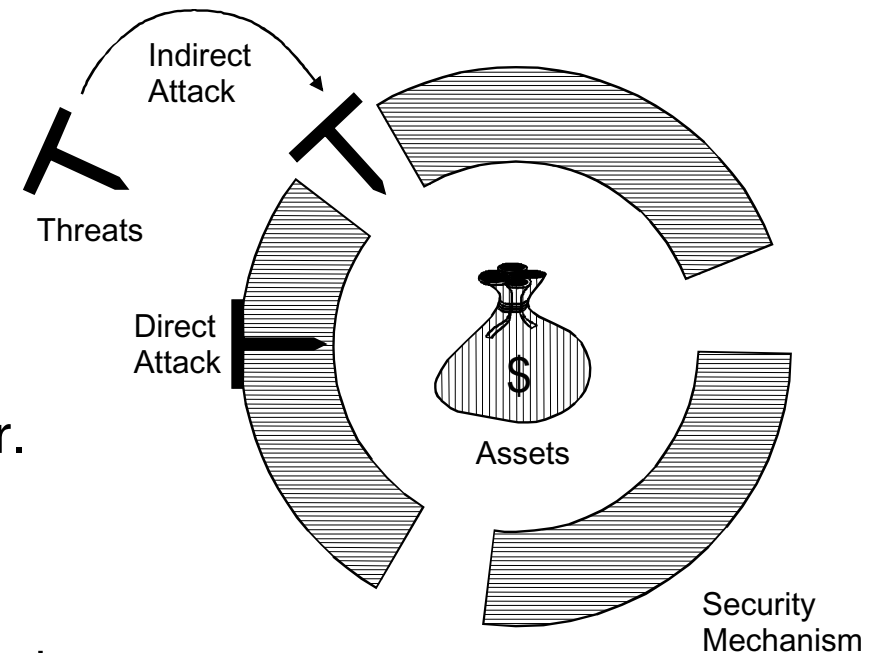 Indirect
Attack
Threats
Direct
Attack
r.
$
Assets
Security
Mechanism